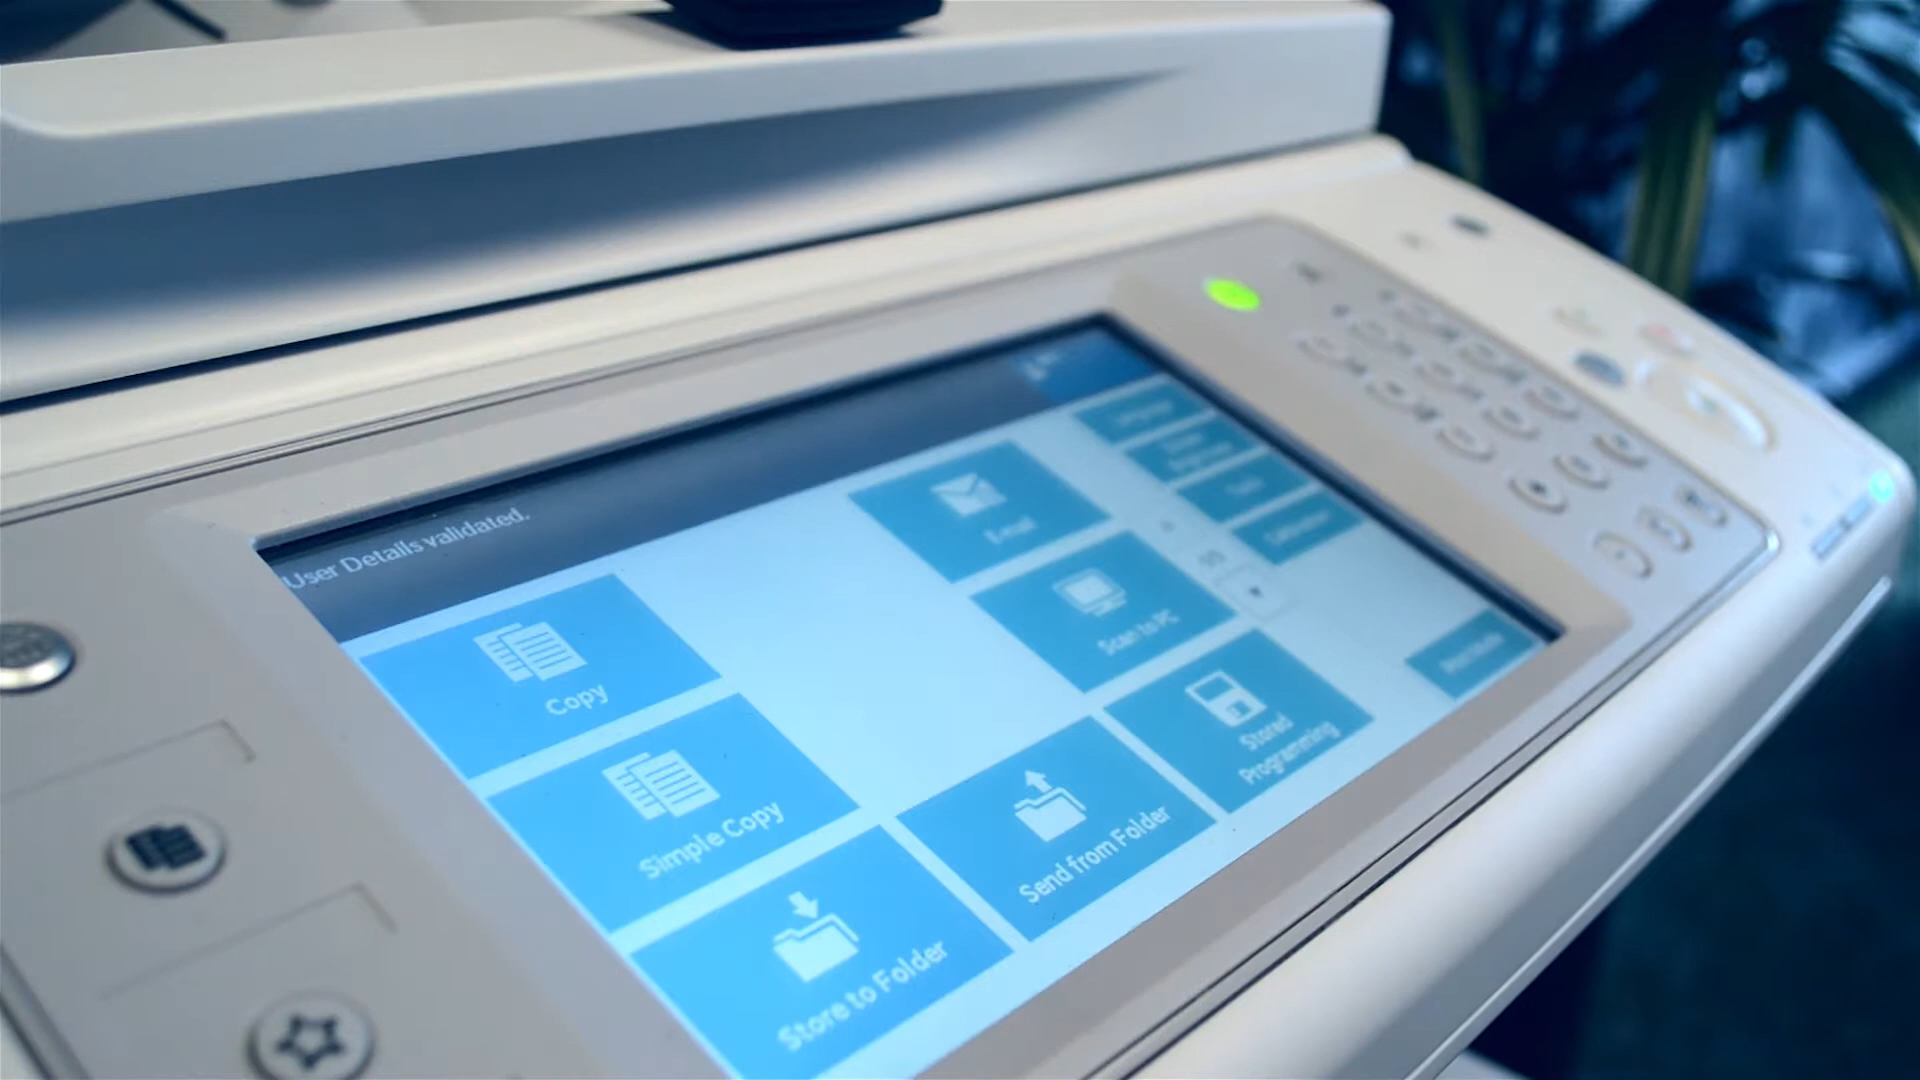 User Details validated.
Copy
E-mail
Simple Copy
Scan to PC
Store to Folder
Send from Folder
Stored
Programming